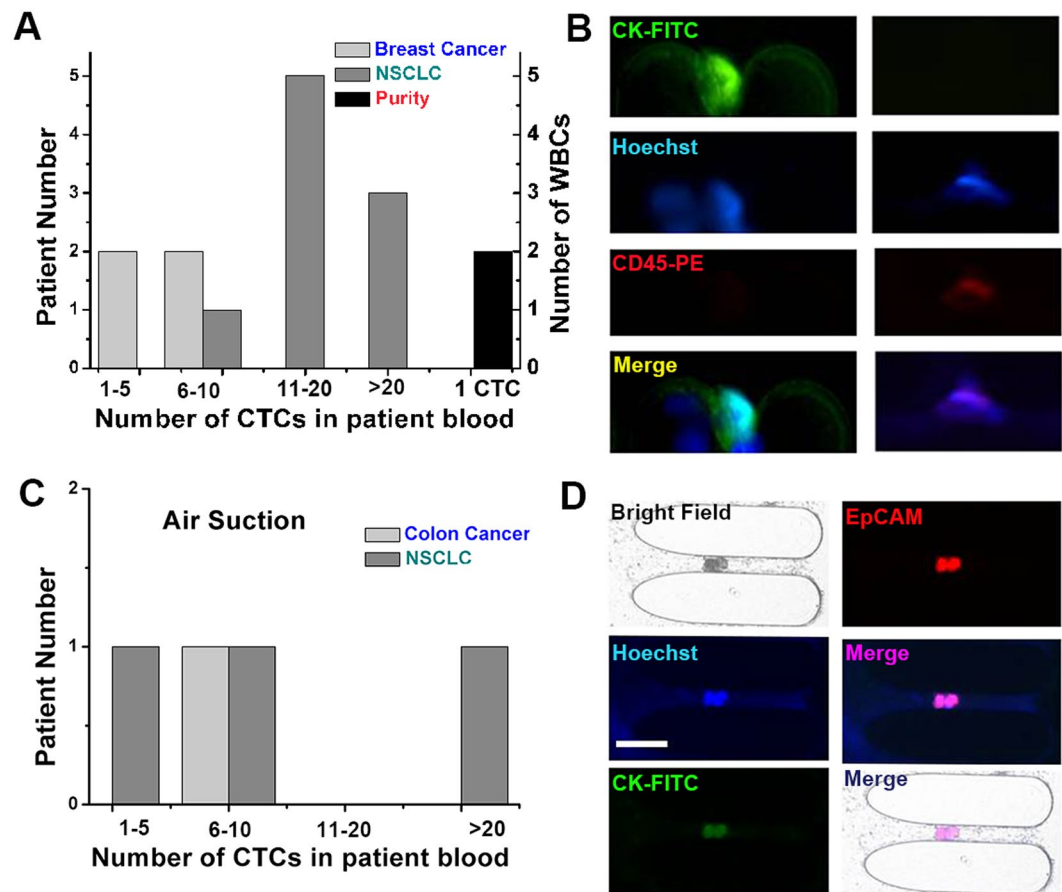 A
Breast Cancer
NSCLC
Purity
5
4
3
2
1
0
Patient Number
5
4
3
2
1
0
Number of WBCs
1-5
6-10
11-20
>20
1 CTC
Number of CTCs in patient blood
B
CK-FITC
Hoechst
CD45-PE
Merge
C
Air Suction
Colon Cancer
NSCLC
2
1
0
Patient Number
1-5
6-10
11-20
>20
Number of CTCs in patient blood
D
Bright Field
EpCAM
Hoechst
Merge
CK-FITC
Merge